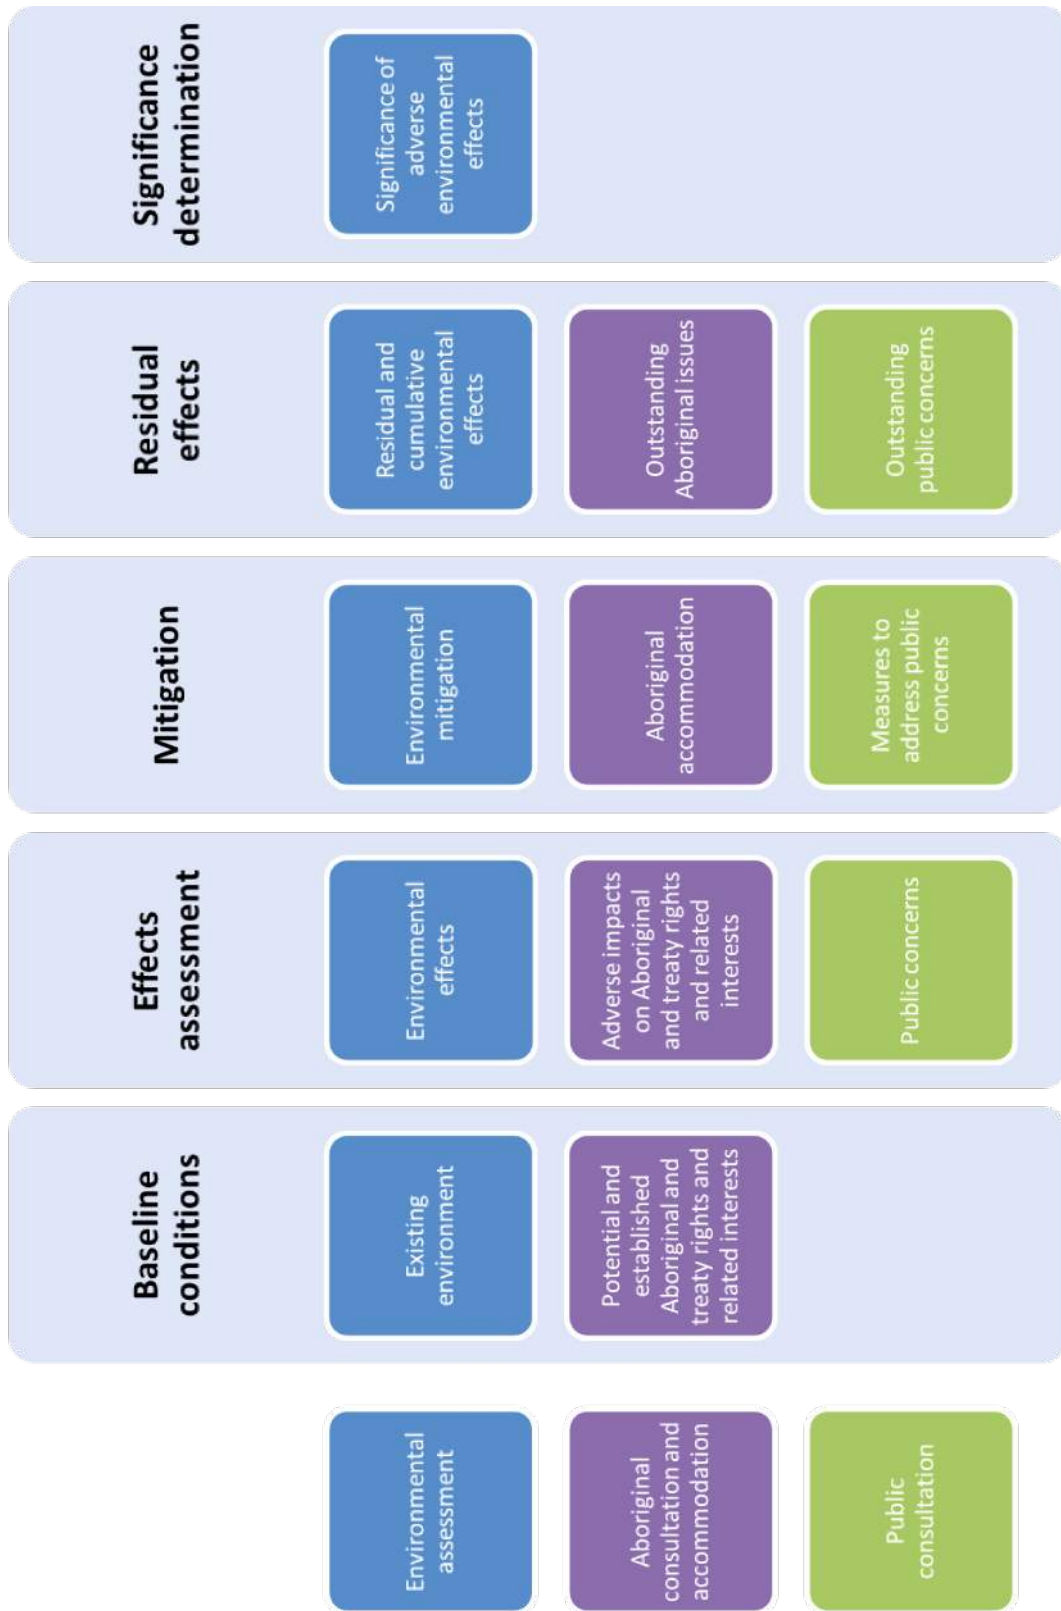 Baseline
conditions
Effects
assessment
Mitigation
Residual
effects
Significance
determination
Environmental
assessment
Existing
environment
Environmental
effects
Environmental
mitigation
Residual and
cumulative
environmental
effects
Significance of
adverse
environmental
effects
Aboriginal
consultation and
accommodation
Potential and
established
Aboriginal and
treaty rights and
related interests
Adverse impacts
on Aboriginal
and treaty rights
and related
interests
Aboriginal
accommodation
Outstanding
Aboriginal issues
Public
consultation
Public concerns
Measures to
address public
concerns
Outstanding
public concerns